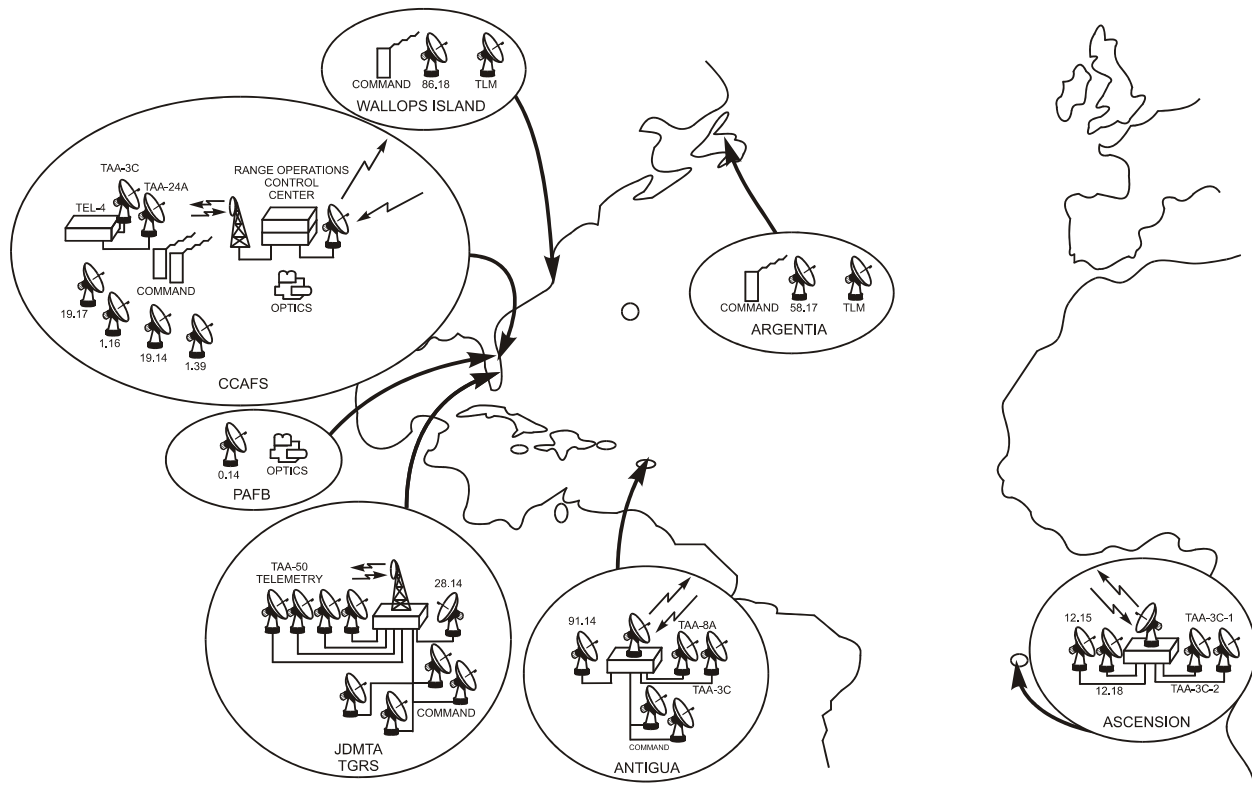 COMMAND
86.18
TLM
WALLOPS ISLAND
TAA-3C
TAA-24A
TEL-4
RANGE OPERATIONS
CONTROL
CENTER
COMMAND
OPTICS
19.17
1.16
19.14
1.39
CCAFS
COMMAND
58.17
TLM
ARGENTIA
0.14
OPTICS
PAFB
TAA-50
TELEMETRY
28.14
COMMAND
JDMTA
TGRS
91.14
TAA-8A
TAA-3C
COMMAND
ANTIGUA
12.15
TAA-3C-1
12.18
TAA-3C-2
ASCENSION